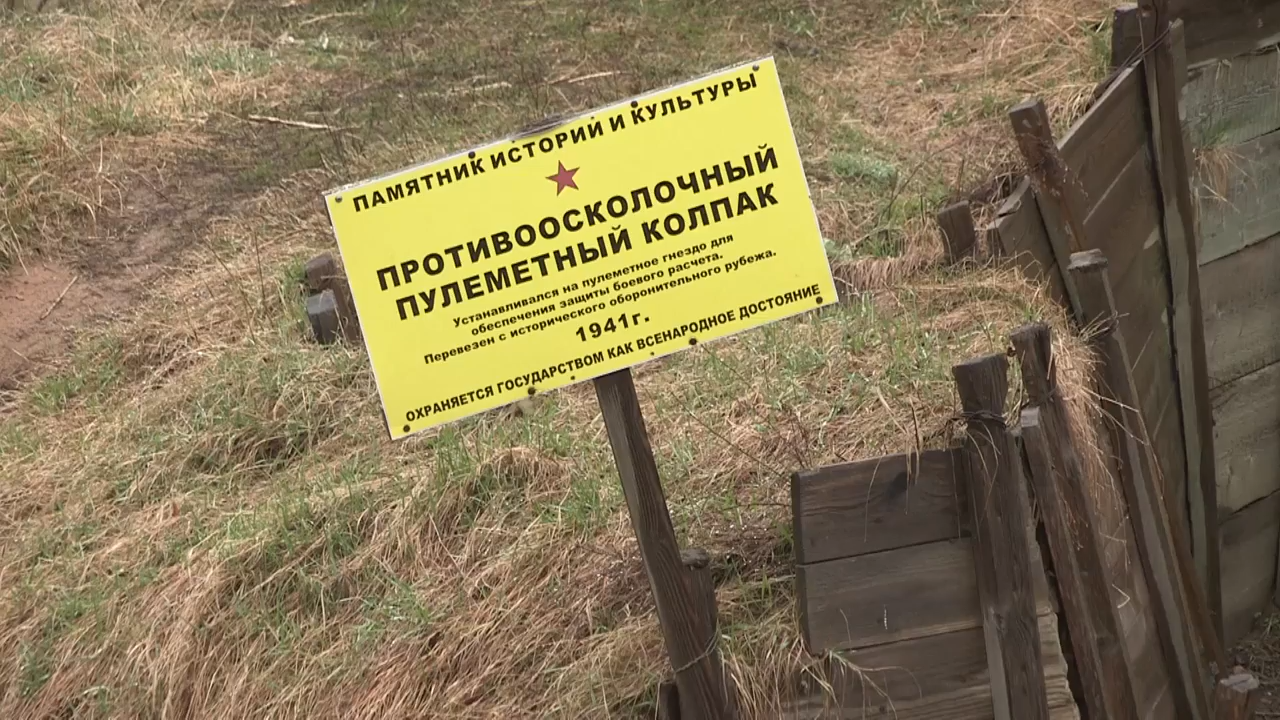 ПАМЯТНИК ИСТОРИИ И КУЛЬТУРЫ
ПРОТИВООСКОЛОЧНЫЙ
ПУЛЕМЕТНЫЙ КОЛПАК
Устанавливался на пулеметное гнездо для
обеспечения защиты боевого расчета.
Перевезен с исторического оборонительного рубежа.
1941г.
ОХРАНЯЕТСЯ ГОСУДАРСТВОМ КАК ВСЕНАРОДНОЕ ДОСТОЯНИЕ